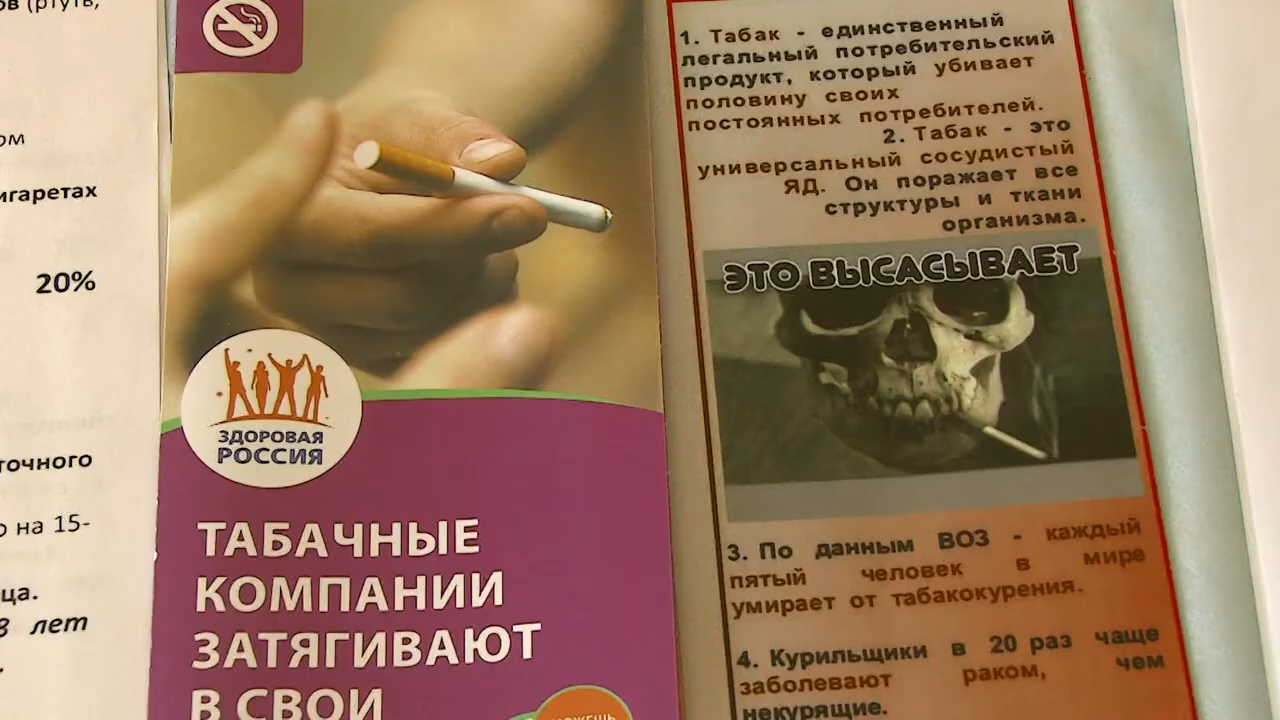 (ртуть,
игаретах
20%
на 15-
лет
ЗДОРОВАЯ
РОССИЯ
ТАБАЧНЫЕ
КОМПАНИИ
ЗАТЯГИВАЮТ
В СВОИ
1. Табак - единственный
легальный потребительский
продукт, который убивает
половину своих
постоянных потребителей.
2. Табак - это
универсальный сосудистый
ЯД. Он поражает все
структуры и ткани
организма.
ЭТО ВЫСАСЫВАЕТ
3. По данным ВОЗ - каждый
пятый человек в мире
умирает от табакокурения.
4. Курильщики в 20 раз чаще
заболевают раком, чем
некурящие.